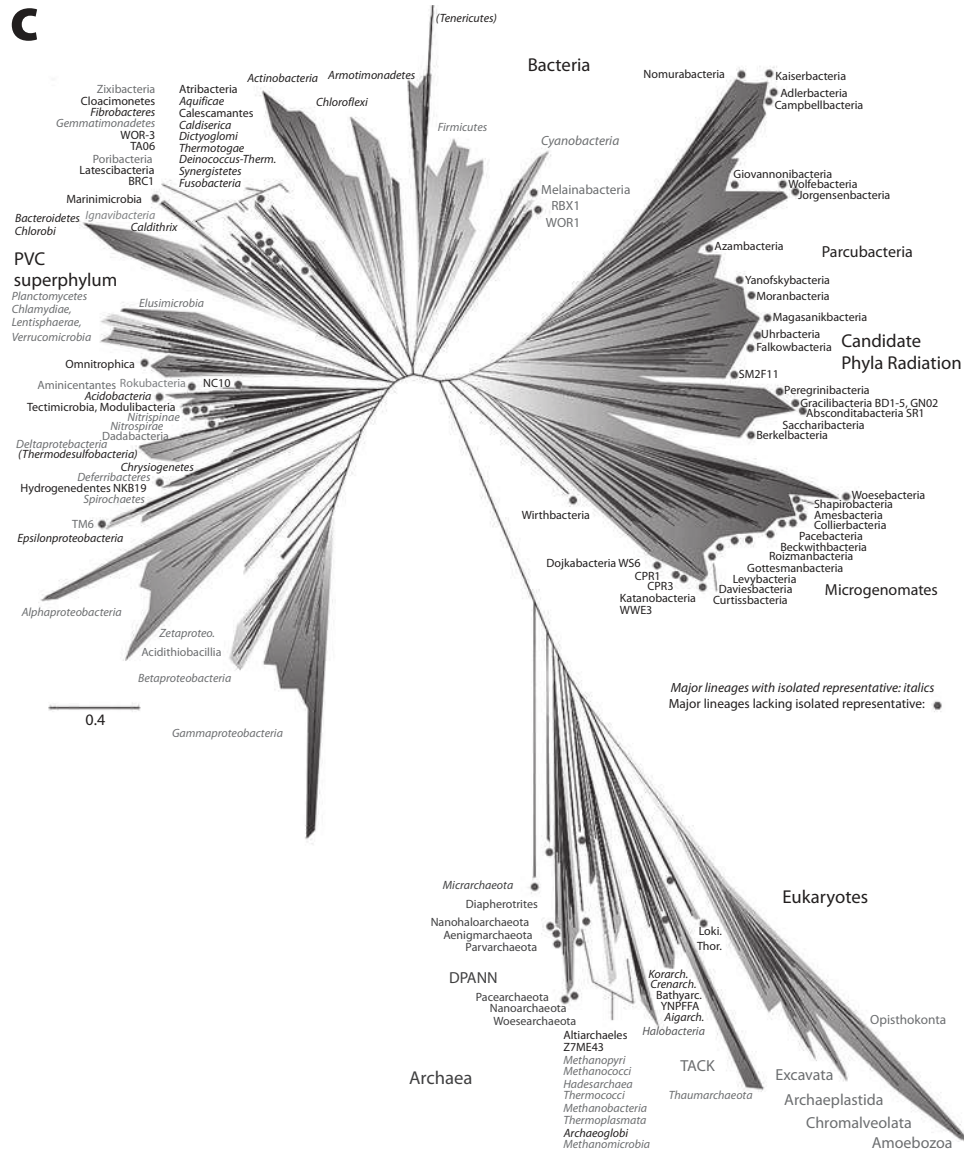 C
(Tenericutes)
Bacteria
Actinobacteria
Armotimonadetes
Chloroflexi
Firmicutes
Cyanobacteria
Melainabacteria
RBX1
WOR1
Zixibacteria
Cloacimonetes
Fibrobacteres
Gemmatimonadetes
WOR-3
TA06
Poribacteria
Latescibacteria
BRC1
Atribacteria
Aquificae
Calescamantes
Caldiserica
Dictyoglomi
Thermotogae
Deinococcus-Therm.
Synergistetes
Fusobacteria
Marinimicrobia
Bacteroidetes
Chlorobi
Ignavibacteria
Caldithrix
PVC
superphylum
Planctomycetes
Chlamydiae,
Lentisphaerae,
Verrucomicrobia
Elusimicrobia
Omnitrophica
Aminicentantes
Rokubacteria
NC10
Acidobacteria
Tectimicrobia, Modulibacteria
Nitrispinae
Nitrospirae
Dadabacteria
Deltaprotebacteria
(Thermodesulfobacteria)
Chrysiogenetes
Deferribacteres
Hydrogenedentes NKB19
Spirochaetes
TM6
Epsilonproteobacteria
Alphaproteobacteria
Zetaproteo.
Acidithiobacillia
Betaproteobacteria
Gammaproteobacteria
0.4
Nomurabacteria
Kaiserbacteria
Adlerbacteria
Campbellbacteria
Giovannonibacteria
Wolfebacteria
Jorgensenbacteria
Azambacteria
Parcubacteria
Yanofskybacteria
Moranbacteria
Magasanikbacteria
Uhrbacteria
Falkowbacteria
Candidate
Phyla Radiation
SM2F11
Peregrinibacteria
Gracilibacteria BD1-5, GN02
Absconditabacteria SR1
Saccharibacteria
Berkelbacteria
Woesebacteria
Shapirobacteria
Amesbacteria
Collierbacteria
Pacebacteria
Beckwithbacteria
Roizmanbacteria
Gottesmanbacteria
Levybacteria
Daviesbacteria
Curtissbacteria
Microgenomates
Wirthbacteria
Dojkabacteria WS6
CPR1
CPR3
Katanobacteria
WWE3
Major lineages with isolated representative: italics
Major lineages lacking isolated representative:
Micrarchaeota
Diapherotrites
Nanohaloarchaeota
Aenigmarchaeota
Parvarchaeota
DPANN
Pacearchaeota
Nanoarchaeota
Woesearchaeota
Archaea
Altiarchaeles
Z7ME43
Methanopyri
Methanococci
Hadesarchaea
Thermococci
Methanobacteria
Thermoplasmata
Archaeoglobi
Methanomicrobia
Halobacteria
Korarch.
Crenarch.
Bathyarc.
YNPFFA
Aigarch.
TACK
Thaumarchaeota
Loki.
Thor.
Eukaryotes
Opisthokonta
Excavata
Archaeplastida
Chromalveolata
Amoebozoa